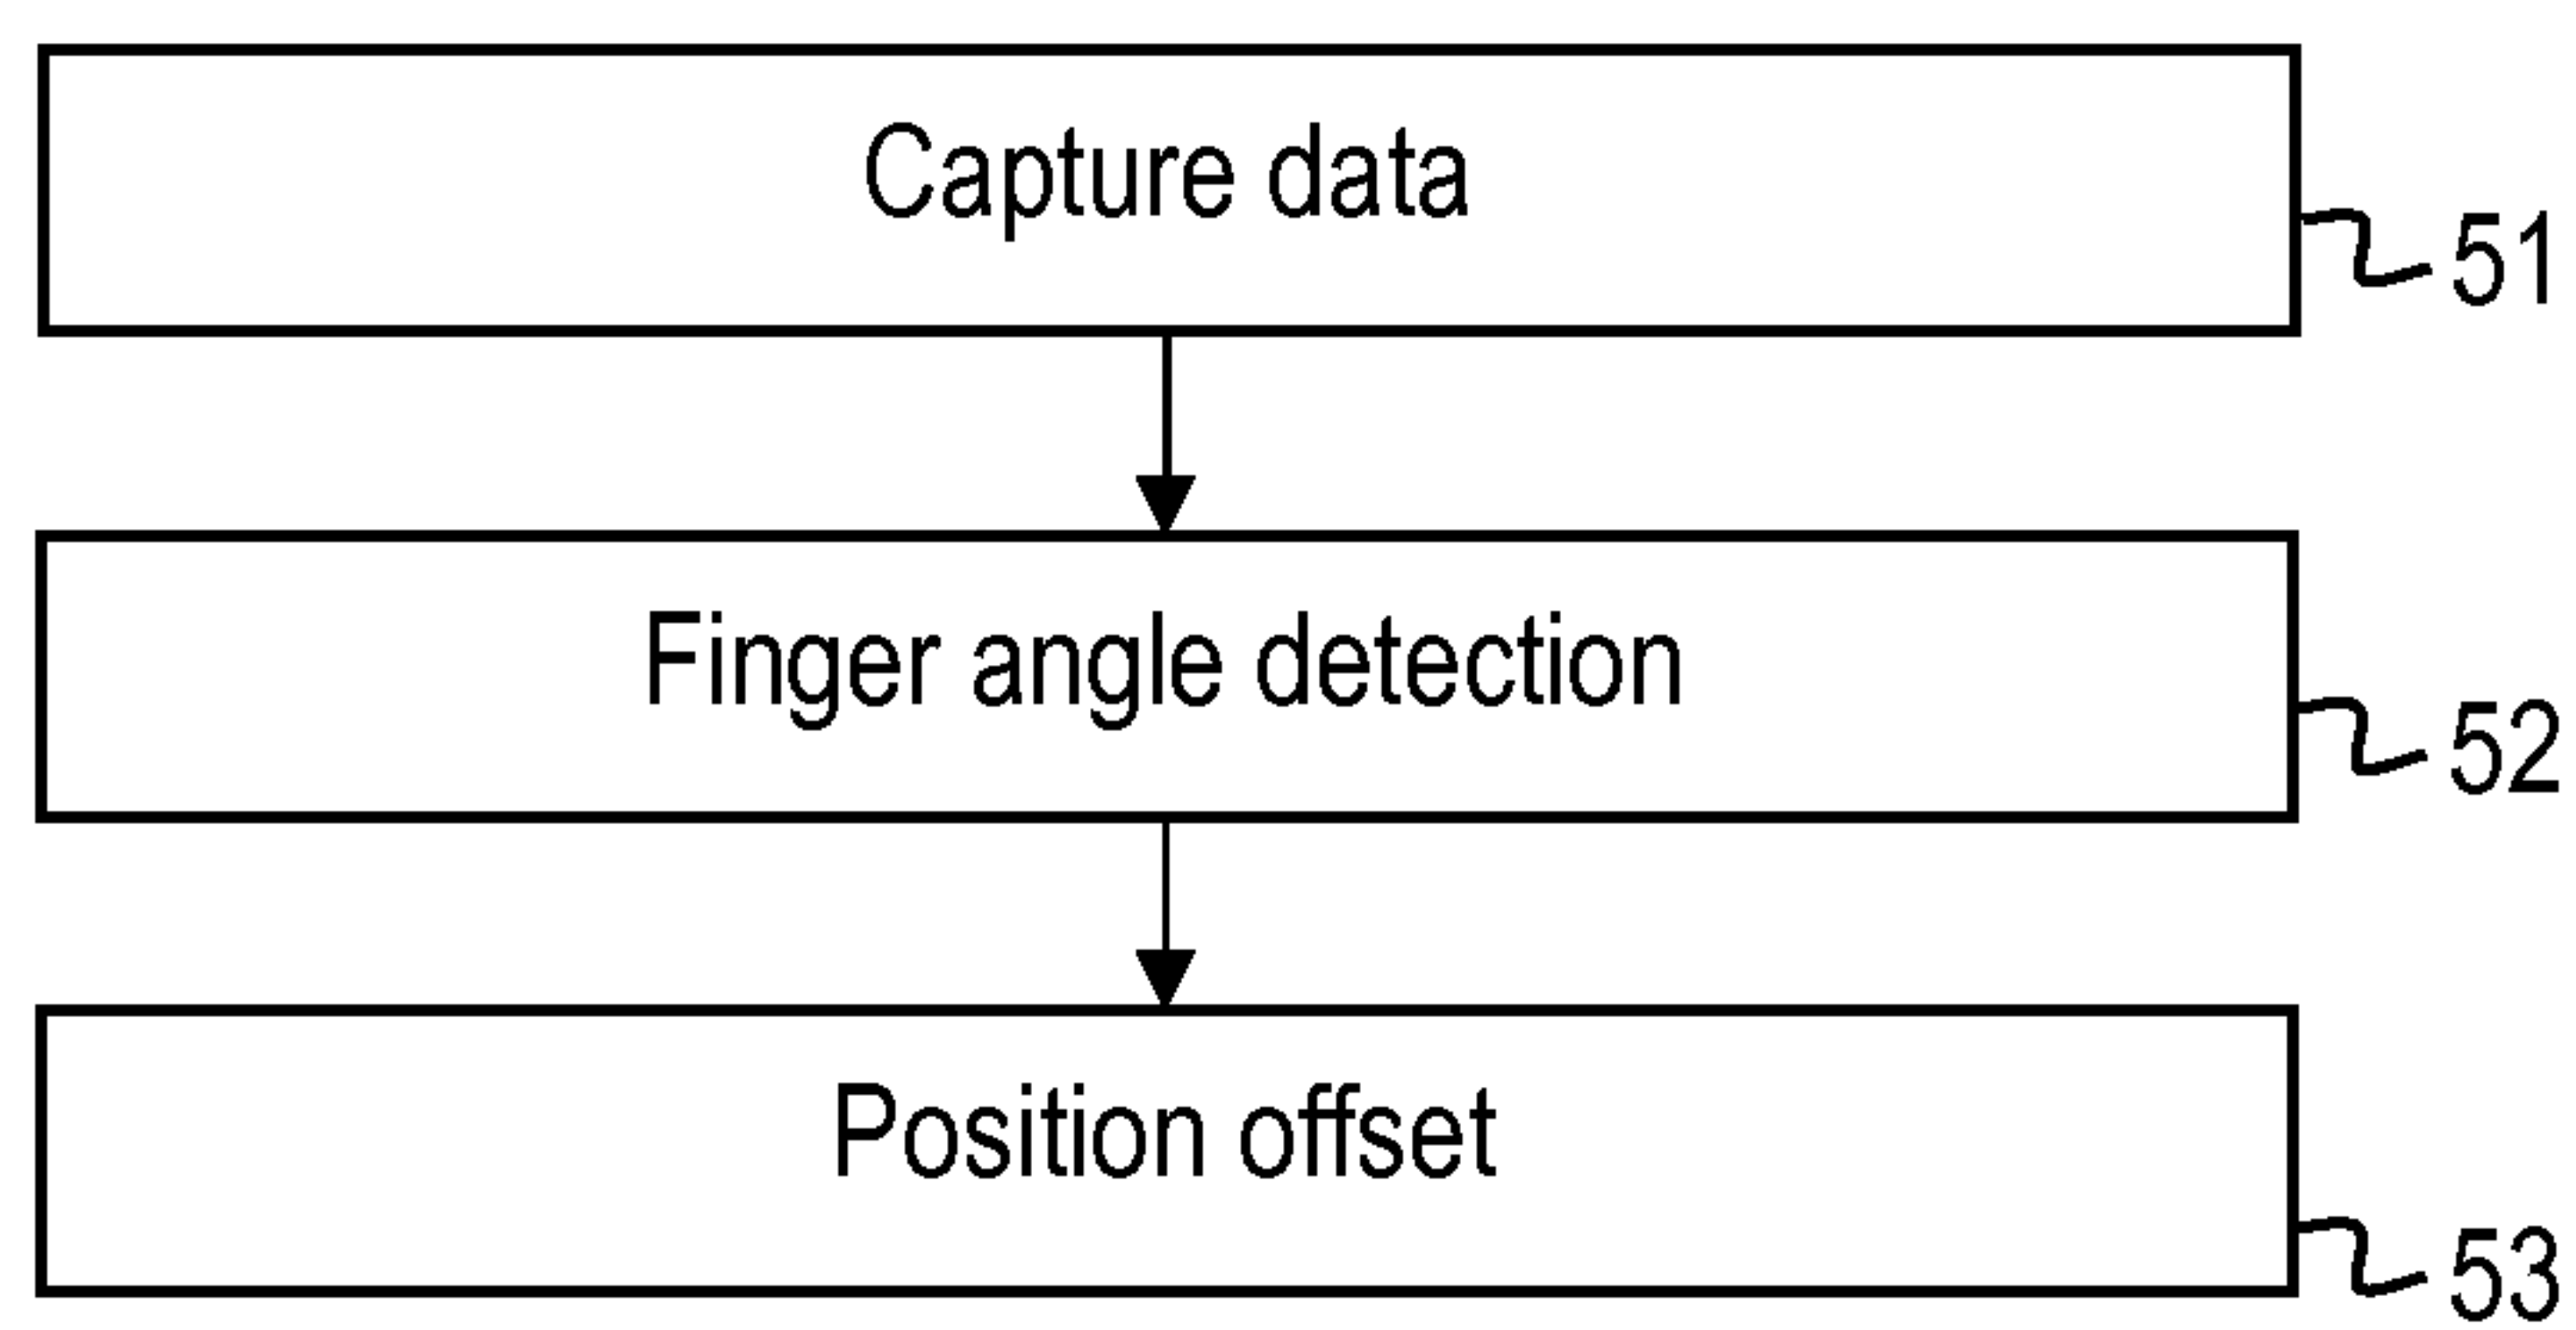 Capture data
51
Finger angle detection
52
Position offset
53